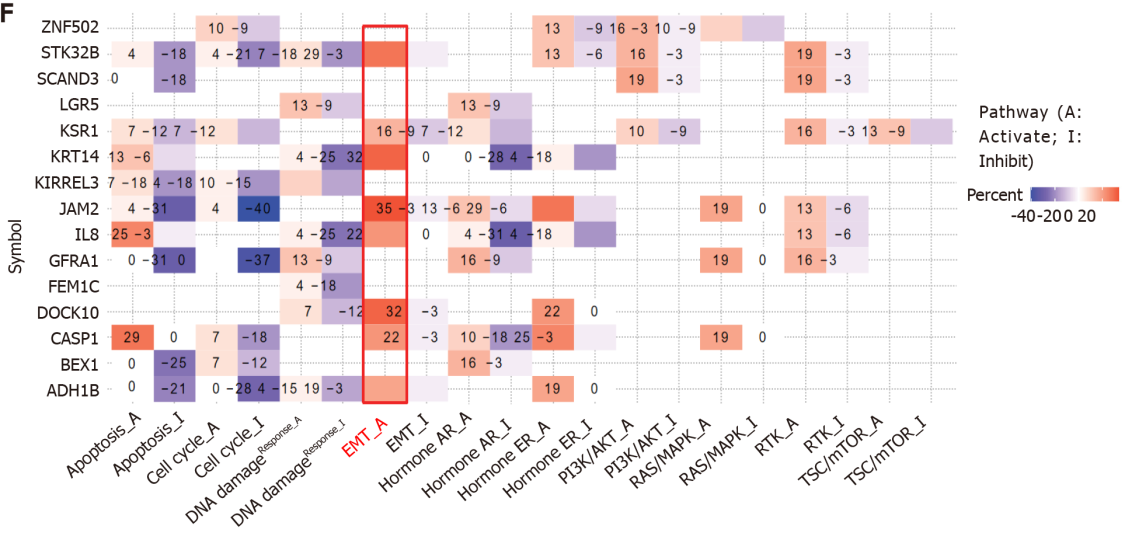 F
ZNF502 10 −9 13 −9 16 −3 10 −9
STK32B 4 −18 4 −21 7 −18 29 −3 13 −6 16 −3 19 −3
SCAND3 0 −18 19 −3 19 −3
LGR5 13 −9 13 −9
KSR1 7 −12 7 −12 16 −9 7 −12 10 −9 16 −3 13 −9
KRT14 13 −6 4 −25 32 0 0 −28 4 −18
KIRREL3 7 −18 4 −18 10 −15
JAM2 4 −31 4 −40 35 −3 13 −6 29 −6 19 0 13 −6
IL8 25 −3 4 −25 22 0 4 −31 4 −18 13 −6
GFRA1 0 −31 0 −37 13 −9 16 −9 19 0 16 −3
FEM1C 4 −18
DOCK10 7 −12 32 −3 22 0
CASP1 29 0 7 −18 22 −3 10 −18 25 −3 19 0
BEX1 0 −25 7 −12 16 −3
ADH1B 0 −21 0 −28 4 −15 19 −3 19 0
Symbol
Apoptosis_A
Apoptosis_I
Cell cycle_A
Cell cycle_I
DNA damageResponse_A
DNA damageResponse_I
EMT_A
EMT_I
Hormone AR_A
Hormone AR_I
Hormone ER_A
Hormone ER_I
PI3K/AKT_A
PI3K/AKT_I
RAS/MAPK_A
RAS/MAPK_I
RTK_A
RTK_I
TSC/mTOR_A
TSC/mTOR_I
Pathway (A:
Activate; I:
Inhibit)
Percent
-40-200 20